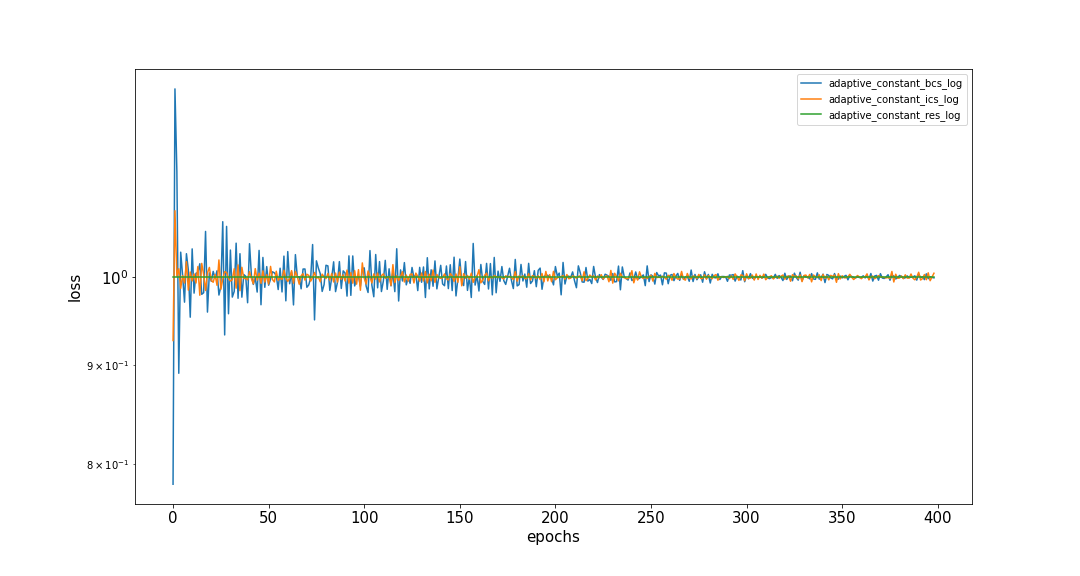 adaptive_constant_bcs_log
adaptive_constant_ics_log
adaptive_constant_res_log
loss
10⁰
9 × 10⁻¹
8 × 10⁻¹
0 50 100 150 200 250 300 350 400
epochs